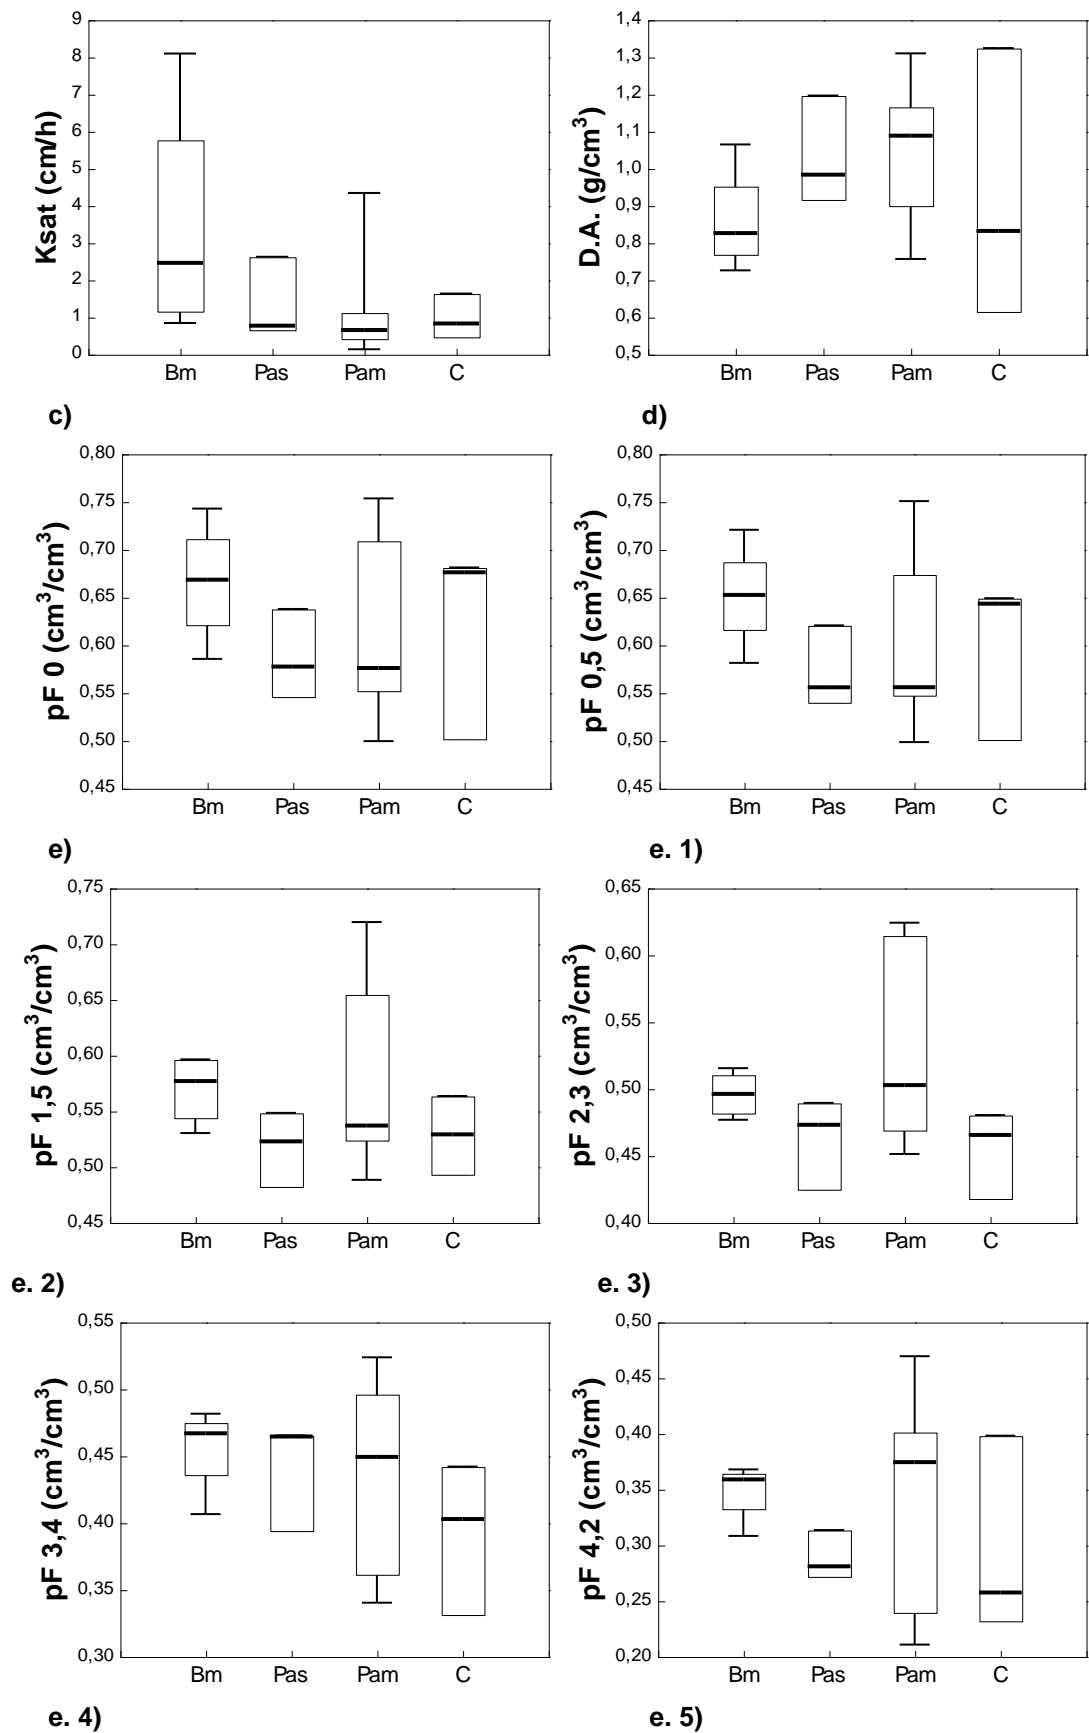 9
8
7
6
5
4
3
2
1
0
Ksat (cm/h)
Bm Pas Pam C
1,4
1,3
1,2
1,1
1,0
0,9
0,8
0,7
0,6
0,5
D.A. (g/cm³)
Bm Pas Pam C
c)
d)
0,80
0,75
0,70
0,65
0,60
0,55
0,50
0,45
pF 0 (cm³/cm³)
Bm Pas Pam C
0,80
0,75
0,70
0,65
0,60
0,55
0,50
0,45
pF 0,5 (cm³/cm³)
Bm Pas Pam C
e)
e. 1)
0,75
0,70
0,65
0,60
0,55
0,50
0,45
pF 1,5 (cm³/cm³)
Bm Pas Pam C
0,65
0,60
0,55
0,50
0,45
0,40
pF 2,3 (cm³/cm³)
Bm Pas Pam C
e. 2)
e. 3)
0,55
0,50
0,45
0,40
0,35
0,30
pF 3,4 (cm³/cm³)
Bm Pas Pam C
0,50
0,45
0,40
0,35
0,30
0,25
0,20
pF 4,2 (cm³/cm³)
Bm Pas Pam C
e. 4)
e. 5)